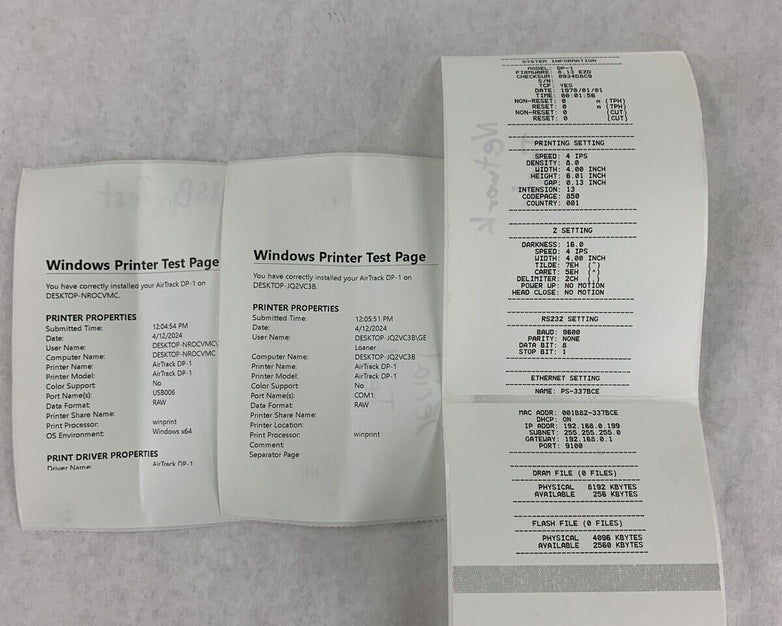 Windows Printer Test Page
You have correctly installed your AirTrack DP-1 on
DESKTOP-NROCVMC.
PRINTER PROPERTIES
Submitted Time: 12:04:54 PM
Date: 4/12/2024
User Name: DESKTOP-NROCVMC\
Computer Name: DESKTOP-NROCVMC
Printer Name: AirTrack DP-1
Printer Model: AirTrack DP-1
Color Support: No
Port Name(s): USB006
Data Format: RAW
Printer Share Name:
Print Processor: winprint
OS Environment: Windows x64
PRINT DRIVER PROPERTIES
Driver Name: AirTrack DP-1
Windows Printer Test Page
You have correctly installed your AirTrack DP-1 on
DESKTOP-JQ2VC3B.
PRINTER PROPERTIES
Submitted Time: 12:05:51 PM
Date: 4/12/2024
User Name: DESKTOP-JQ2VC3B\GE
Loaner
Computer Name: DESKTOP-JQ2VC3B
Printer Name: AirTrack DP-1
Printer Model: AirTrack DP-1
Color Support: No
Port Name(s): COM1:
Data Format: RAW
Printer Share Name:
Printer Location:
Print Processor: winprint
Comment:
Separator Page
SYSTEM INFORMATION
MODEL: DP-1
FIRMWARE: 8.13 EZD
CHECKSUM: 09340SC9
S/N:
TCF: YES
DATE: 1970/01/01
TIME: 00:01:56
NON-RESET: 0 m (TPH)
RESET: 0 m (TPH)
NON-RESET: 0 (CUT)
RESET: 0 (CUT)
PRINTING SETTING
SPEED: 4 IPS
DENSITY: 8.0
WIDTH: 4.00 INCH
HEIGHT: 6.01 INCH
GAP: 0.13 INCH
INTENSION: 13
CODEPAGE: 850
COUNTRY: 001
Z SETTING
DARKNESS: 16.0
SPEED: 4 IPS
WIDTH: 4.00 INCH
TILDE: 7EH (~)
CARET: 5EH (^)
DELIMITER: 2CH (,)
POWER UP: NO MOTION
HEAD CLOSE: NO MOTION
RS232 SETTING
BAUD: 9600
PARITY: NONE
DATA BIT: 8
STOP BIT: 1
ETHERNET SETTING
NAME: PS-337BCE
MAC ADDR: 001B82-337BCE
DHCP: ON
IP ADDR: 192.168.0.199
SUBNET: 255.255.255.0
GATEWAY: 192.168.0.1
PORT: 9100
DRAM FILE (0 FILES)
PHYSICAL 8192 KBYTES
AVAILABLE 256 KBYTES
FLASH FILE (0 FILES)
PHYSICAL 4096 KBYTES
AVAILABLE 2560 KBYTES
Network